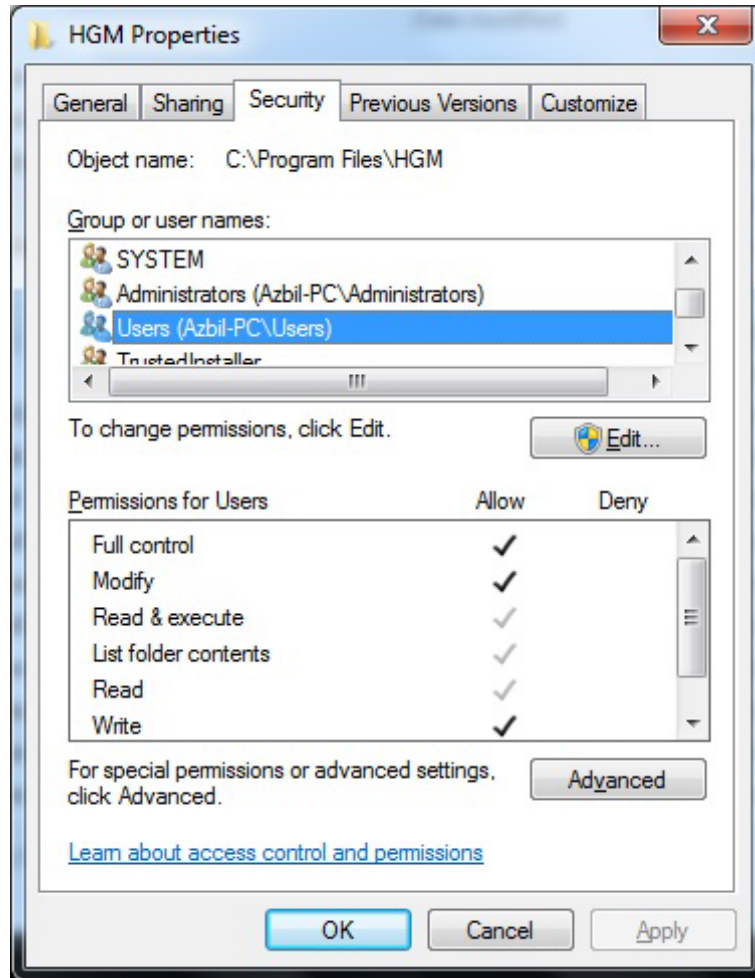 HGM Properties
General Sharing Security Previous Versions Customize
Object name: C:\Program Files\HGM
Group or user names:
SYSTEM
Administrators (Azbil-PC\Administrators)
Users (Azbil-PC\Users)
TrustedInstaller
To change permissions, click Edit.
Edit...
Permissions for Users Allow Deny
Full control
Modify
Read & execute
List folder contents
Read
Write
For special permissions or advanced settings,
click Advanced.
Advanced
Learn about access control and permissions
OK Cancel Apply